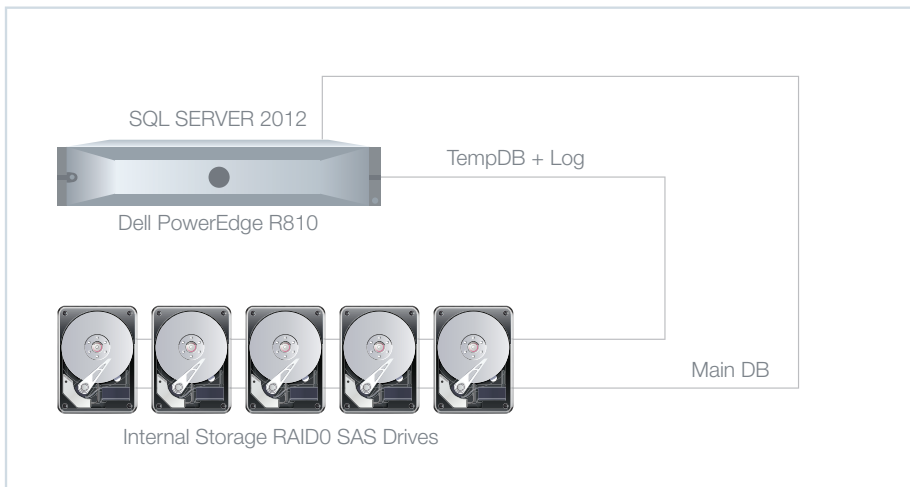 SQL SERVER 2012
TempDB + Log
Dell PowerEdge R810
Main DB
Internal Storage RAID0 SAS Drives